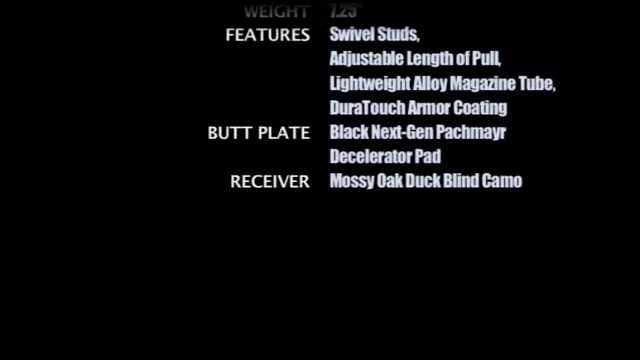 WEIGHT 7.25
FEATURES Swivel Studs,
Adjustable Length of Pull,
Lightweight Alloy Magazine Tube,
DuraTouch Armor Coating
BUTT PLATE Black Next-Gen Pachmayr
Decelerator Pad
RECEIVER Mossy Oak Duck Blind Camo